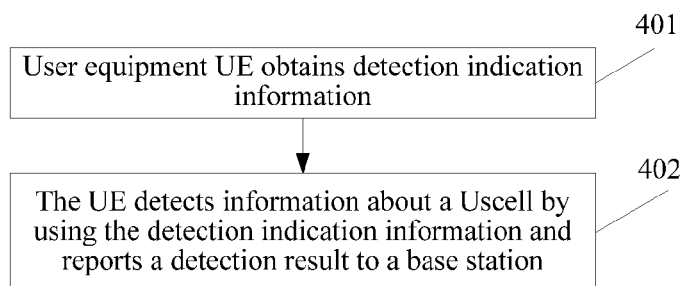 401
User equipment UE obtains detection indication
information
402
The UE detects information about a Uscell by
using the detection indication information and
reports a detection result to a base station